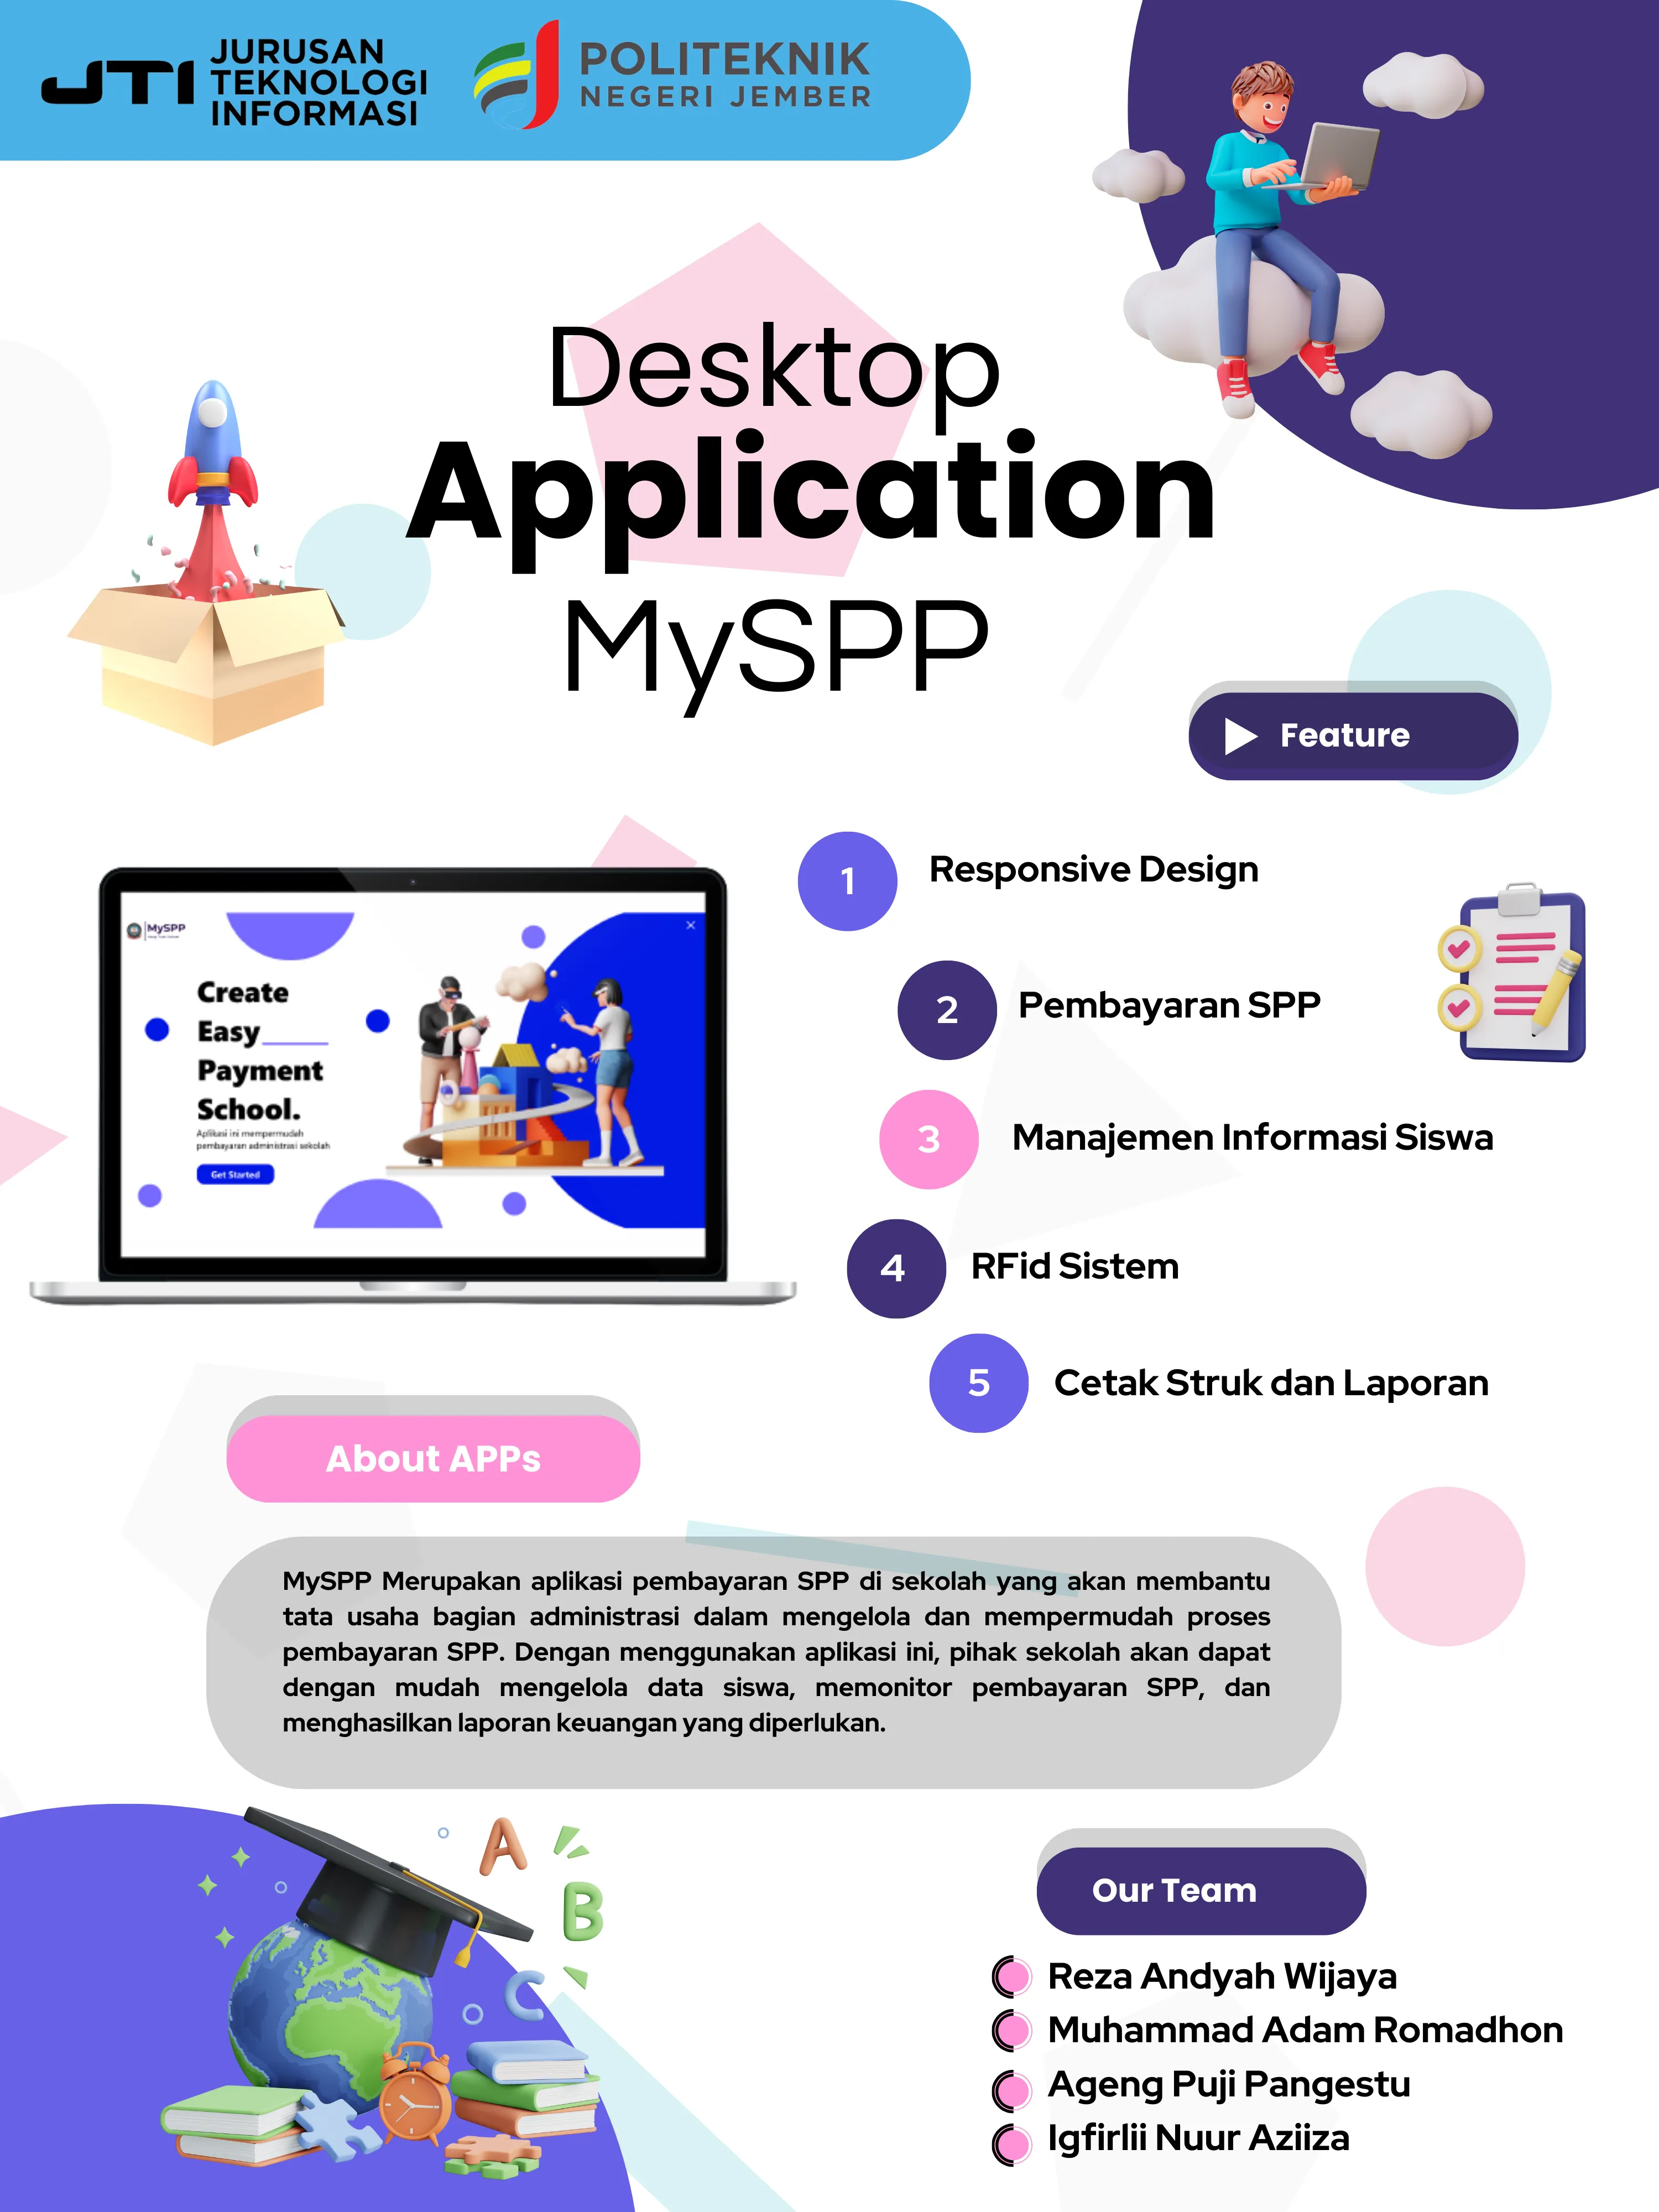 JTI JURUSAN
TEKNOLOGI
INFORMASI
POLITEKNIK
NEGERI JEMBER
Desktop
Application
MySPP
Feature
1 Responsive Design
2 Pembayaran SPP
3 Manajemen Informasi Siswa
4 RFid Sistem
5 Cetak Struk dan Laporan
MySPP
Create
Easy
Payment
School.
Aplikasi ini mempermudah
pembayaran administrasi sekolah
Get Started
About APPs
MySPP Merupakan aplikasi pembayaran SPP di sekolah yang akan membantu
tata usaha bagian administrasi dalam mengelola dan mempermudah proses
pembayaran SPP. Dengan menggunakan aplikasi ini, pihak sekolah akan dapat
dengan mudah mengelola data siswa, memonitor pembayaran SPP, dan
menghasilkan laporan keuangan yang diperlukan.
A
B
C
Our Team
Reza Andyah Wijaya
Muhammad Adam Romadhon
Ageng Puji Pangestu
Igfirlii Nuur Aziiza